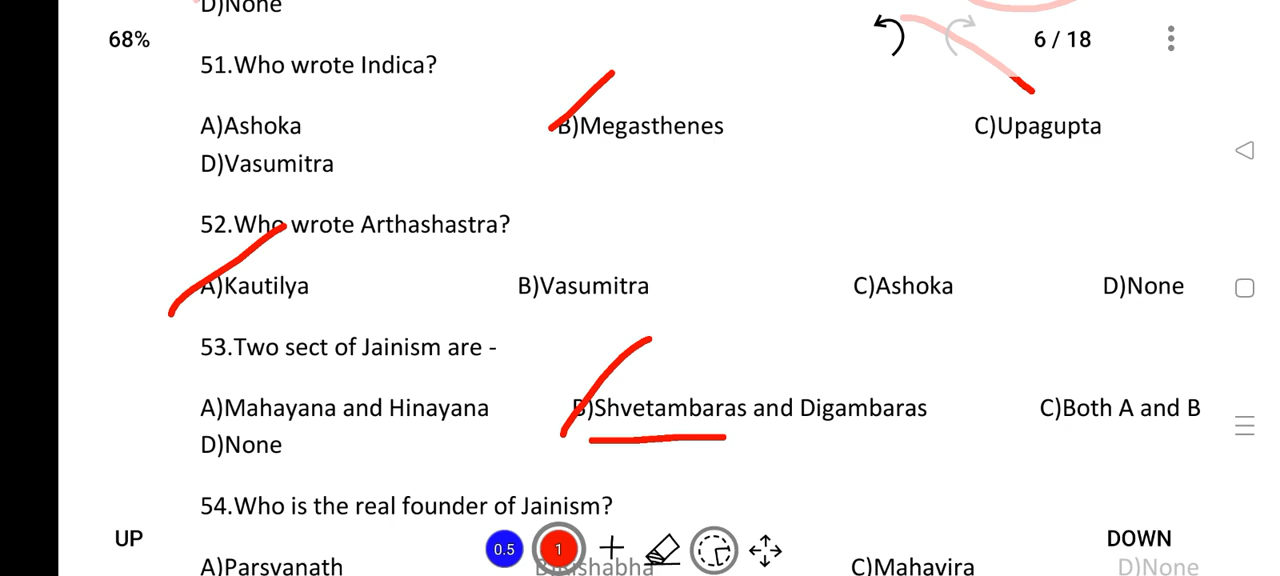 D)None
68%
6 / 18
51.Who wrote Indica?
A)Ashoka B)Megasthenes C)Upagupta
D)Vasumitra
52.Who wrote Arthashastra?
A)Kautilya B)Vasumitra C)Ashoka D)None
53.Two sect of Jainism are -
A)Mahayana and Hinayana B)Shvetambaras and Digambaras C)Both A and B
D)None
54.Who is the real founder of Jainism?
UP 0.5 1 DOWN
A)Parsvanath B)Rishabha C)Mahavira D)None